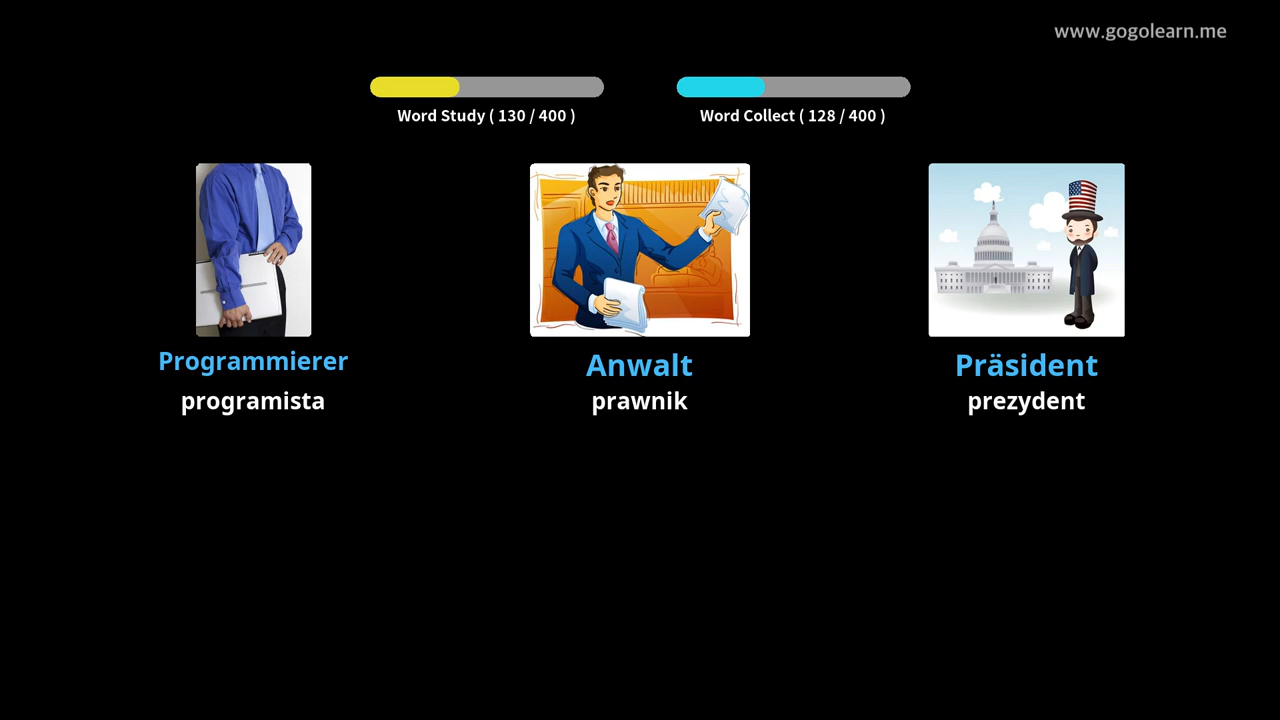 www.gogolearn.me
Word Study ( 130 / 400 )
Word Collect ( 128 / 400 )
Programmierer
programista
Anwalt
prawnik
Präsident
prezydent